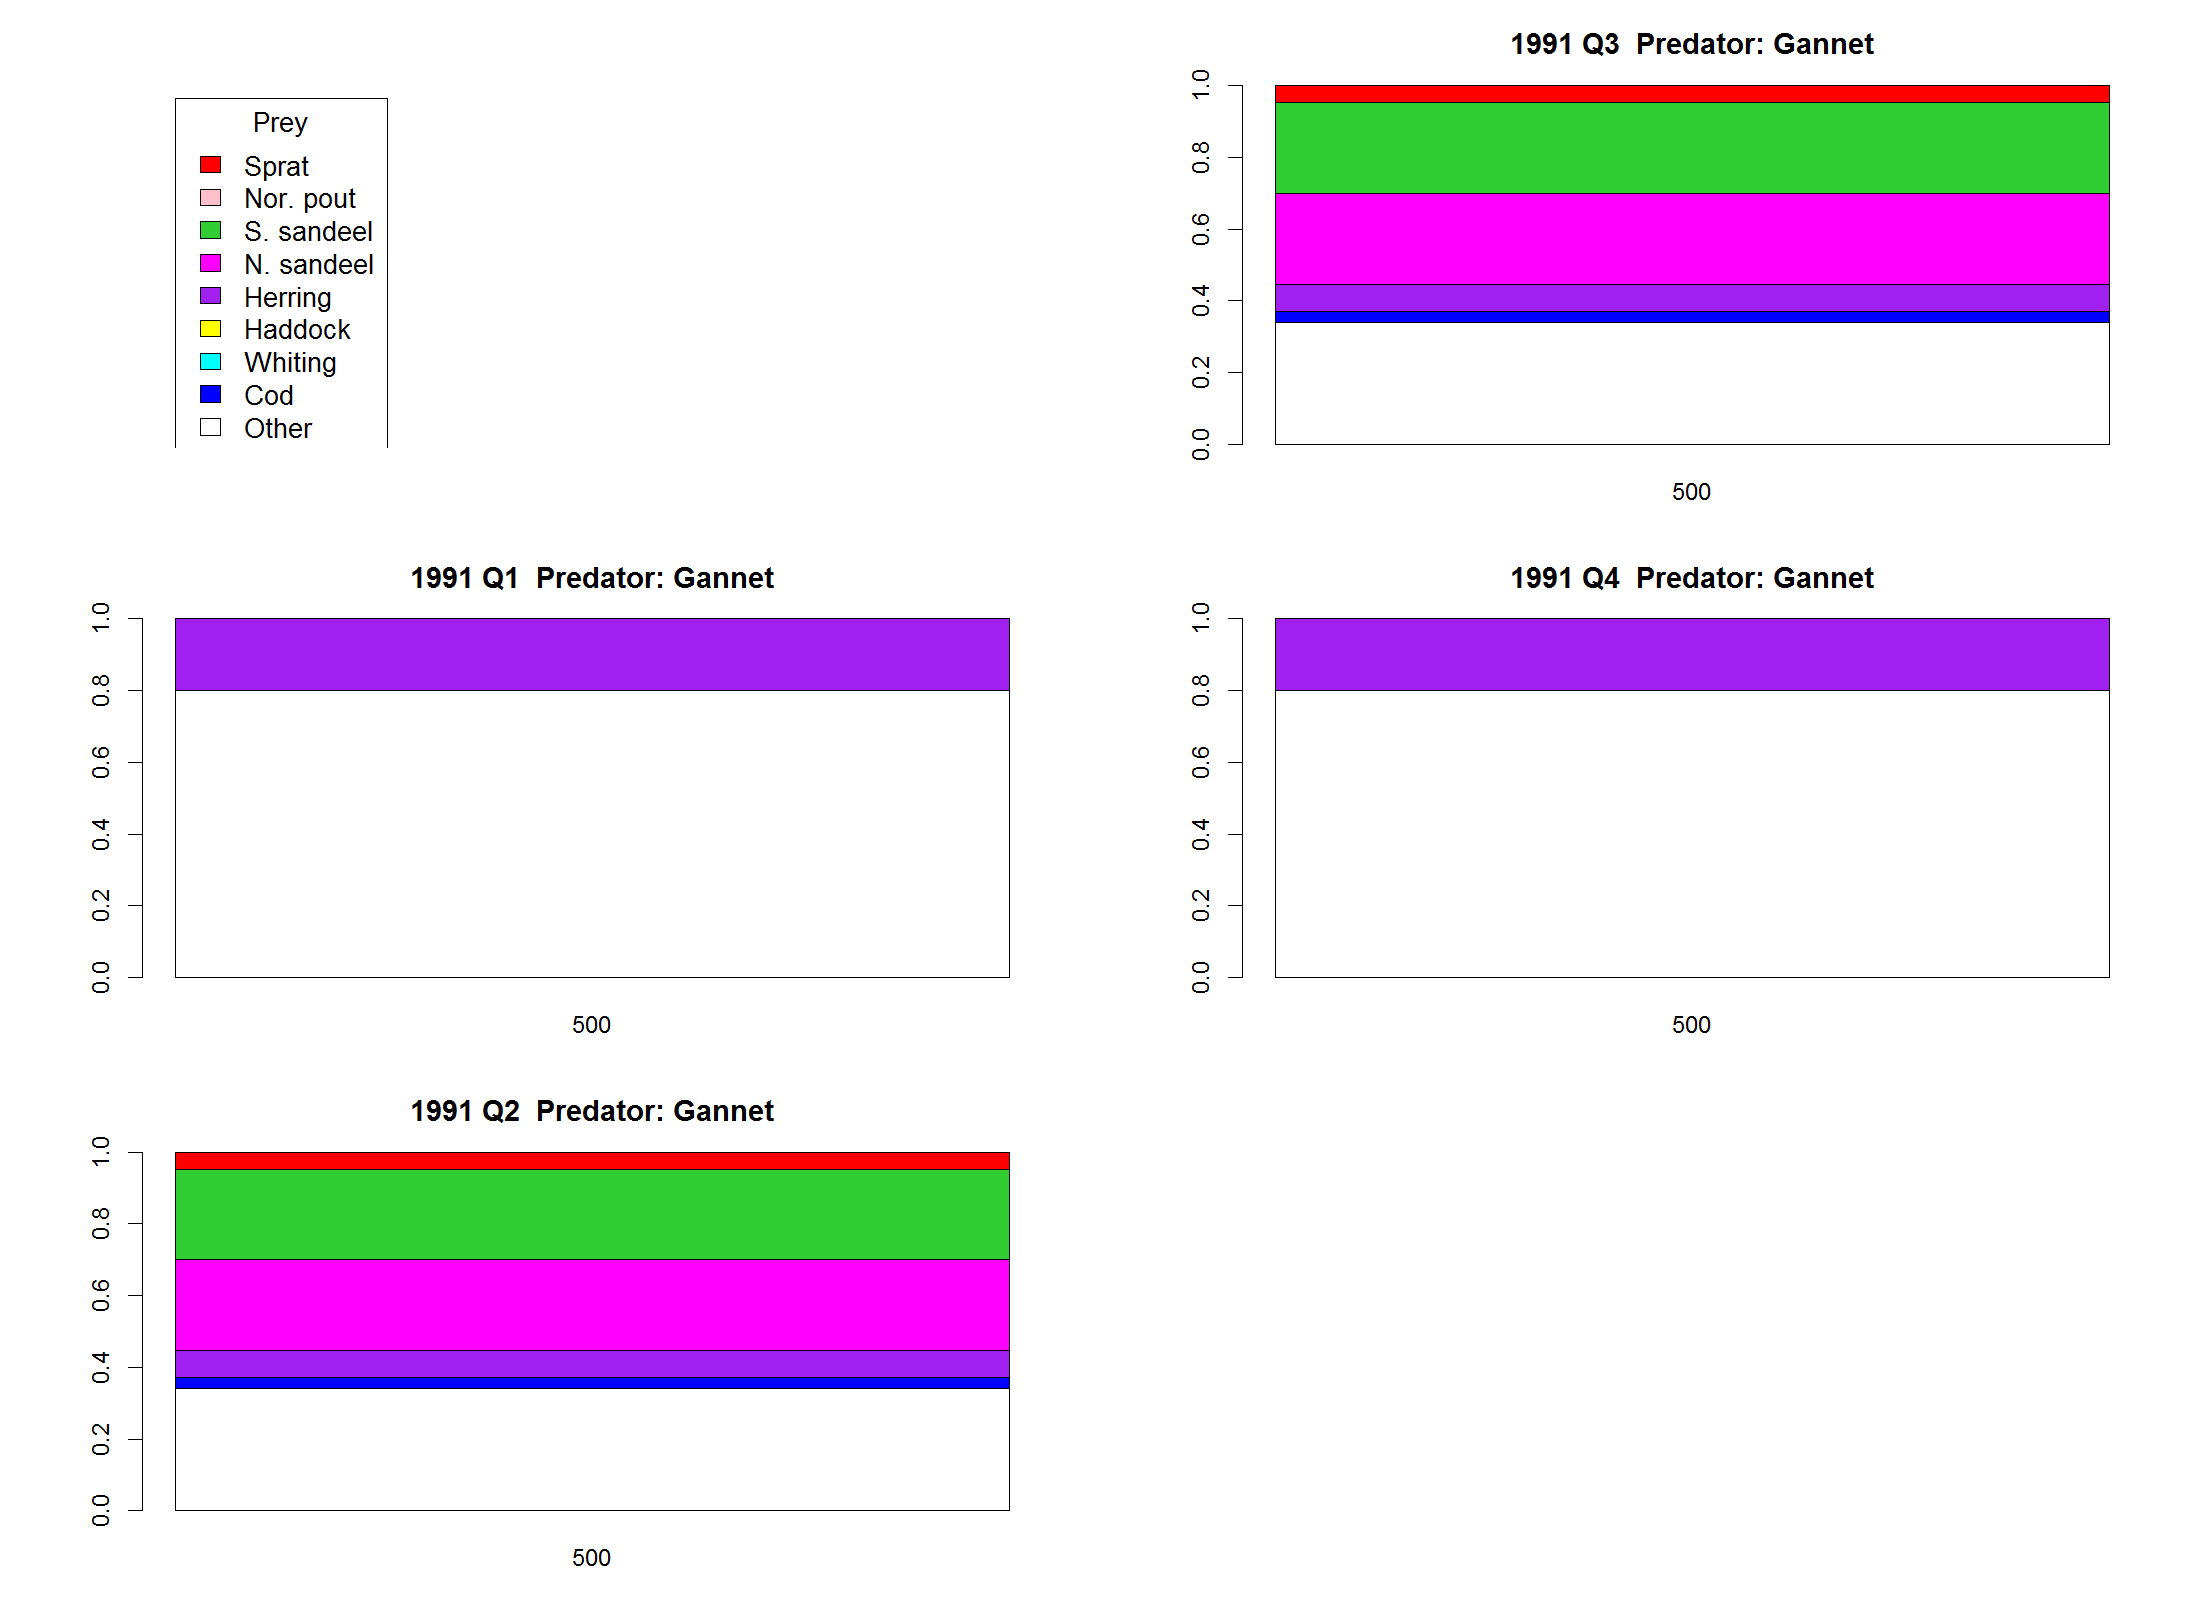 Prey
Sprat
Nor. pout
S. sandeel
N. sandeel
Herring
Haddock
Whiting
Cod
Other
1991 Q1  Predator: Gannet
1.0
0.8
0.6
0.4
0.2
0.0
500
1991 Q2  Predator: Gannet
1.0
0.8
0.6
0.4
0.2
0.0
500
1991 Q3  Predator: Gannet
1.0
0.8
0.6
0.4
0.2
0.0
500
1991 Q4  Predator: Gannet
1.0
0.8
0.6
0.4
0.2
0.0
500